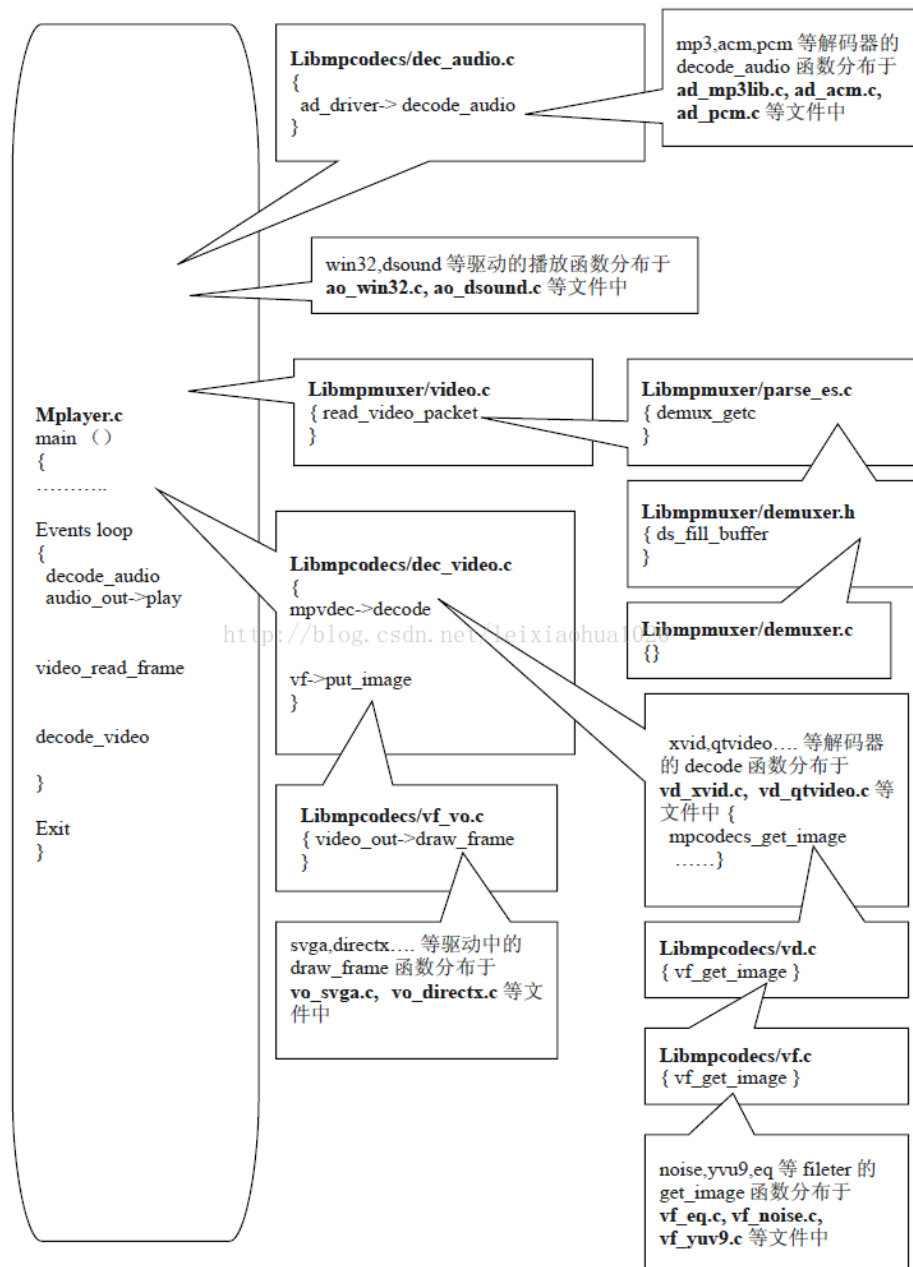 Mplayer.c
main （）
{
………..
Events loop
{
decode_audio
audio_out->play
video_read_frame
decode_video
}
Exit
}
Libmpcodecs/dec_audio.c
{
ad_driver-> decode_audio
}
mp3,acm,pcm 等解码器的
decode_audio 函数分布于
ad_mp3lib.c, ad_acm.c,
ad_pcm.c 等文件中
win32,dsound 等驱动的播放函数分布于
ao_win32.c, ao_dsound.c 等文件中
Libmpmuxer/video.c
{ read_video_packet
}
Libmpmuxer/parse_es.c
{ demux_getc
}
Libmpmuxer/demuxer.h
{ ds_fill_buffer
}
Libmpmuxer/demuxer.c
{}
Libmpcodecs/dec_video.c
{
mpvdec->decode
vf->put_image
}
http://blog.csdn.net/leixiaohua1020
xvid,qtvideo…. 等解码器
的 decode 函数分布于
vd_xvid.c, vd_qtvideo.c 等
文件中 {
mpcodecs_get_image
……}
Libmpcodecs/vf_vo.c
{ video_out->draw_frame
}
svga,directx…. 等驱动中的
draw_frame 函数分布于
vo_svga.c, vo_directx.c 等文
件中
Libmpcodecs/vd.c
{ vf_get_image }
Libmpcodecs/vf.c
{ vf_get_image }
noise,yvu9,eq 等 fileter 的
get_image 函数分布于
vf_eq.c, vf_noise.c,
vf_yuv9.c 等文件中